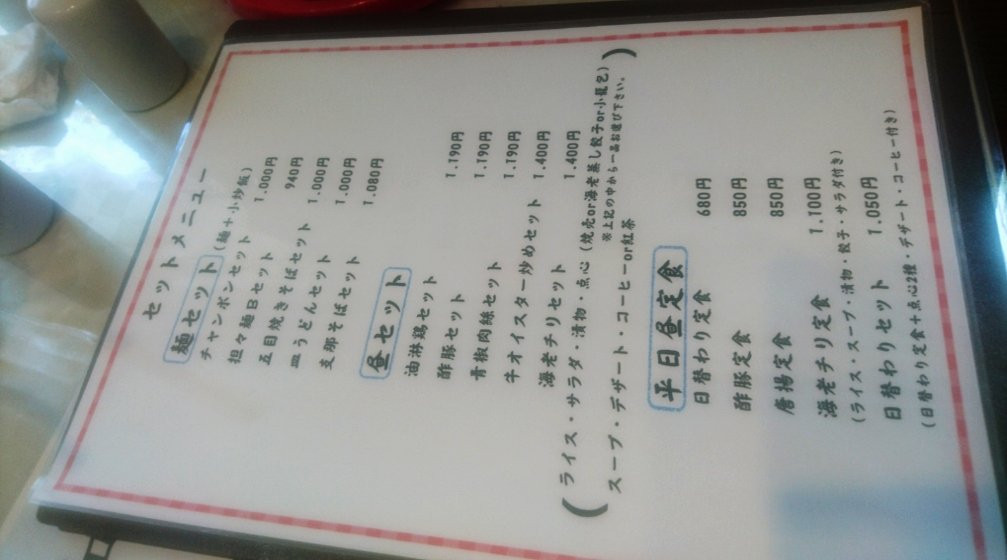 セットメニュー
麺セット(麺+小炒飯)
チャンポンセット 1.000円
担々麺Bセット 940円
五目焼きそばセット 1.000円
皿うどんセット 1.000円
支那そばセット 1.080円
昼セット
油淋鶏セット 1.190円
酢豚セット 1.190円
青椒肉絲セット 1.190円
牛オイスター炒めセット 1.400円
海老チリセット 1.400円
(ライス・サラダ・漬物・点心(焼売or海老蒸し餃子or小龍包)
※上記の中から一品お選び下さい。
スープ・デザート・コーヒーor紅茶)
平日昼定食
日替わり定食 680円
酢豚定食 850円
唐揚定食 850円
海老チリ定食 1.100円
(ライス・スープ・漬物・餃子・サラダ付き)
日替わりセット 1.050円
(日替わり定食+点心2種・デザート・コーヒー付き)